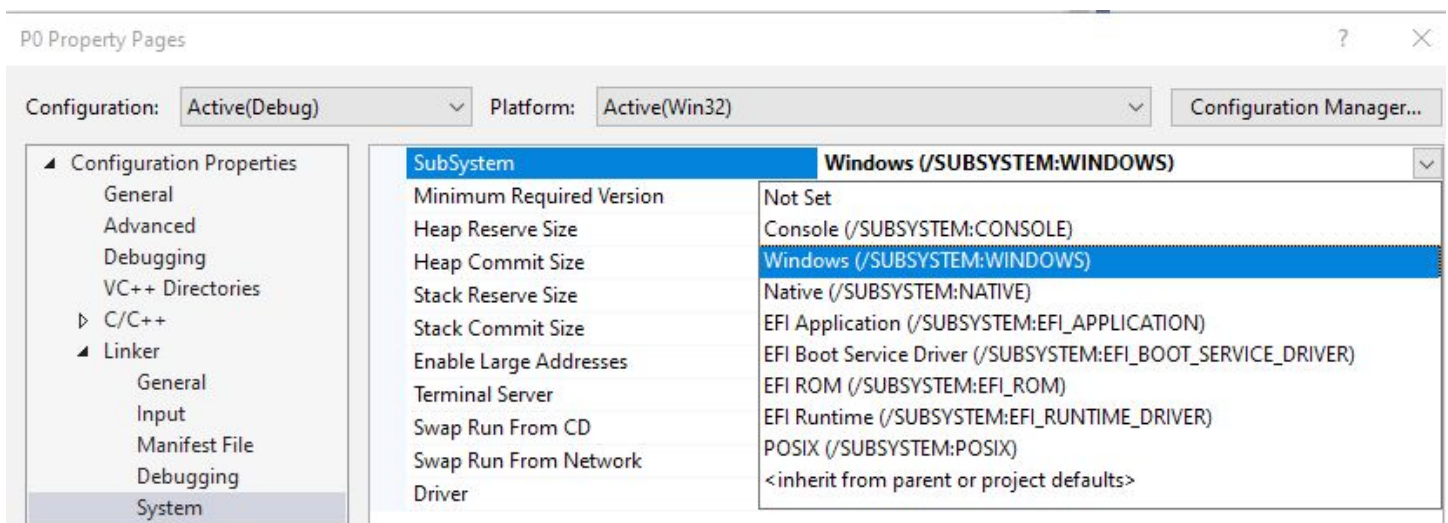 P0 Property Pages ? ×
Configuration: Active(Debug) Platform: Active(Win32) Configuration Manager...
Configuration Properties
General
Advanced
Debugging
VC++ Directories
C/C++
Linker
General
Input
Manifest File
Debugging
System
SubSystem Windows (/SUBSYSTEM:WINDOWS)
Minimum Required Version
Heap Reserve Size
Heap Commit Size
Stack Reserve Size
Stack Commit Size
Enable Large Addresses
Terminal Server
Swap Run From CD
Swap Run From Network
Driver
Not Set
Console (/SUBSYSTEM:CONSOLE)
Windows (/SUBSYSTEM:WINDOWS)
Native (/SUBSYSTEM:NATIVE)
EFI Application (/SUBSYSTEM:EFI_APPLICATION)
EFI Boot Service Driver (/SUBSYSTEM:EFI_BOOT_SERVICE_DRIVER)
EFI ROM (/SUBSYSTEM:EFI_ROM)
EFI Runtime (/SUBSYSTEM:EFI_RUNTIME_DRIVER)
POSIX (/SUBSYSTEM:POSIX)
<inherit from parent or project defaults>